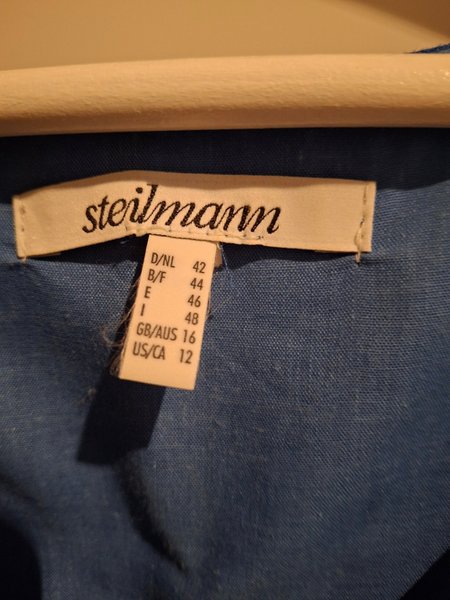 steilmann
D/NL 42
B/F 44
E 46
I 48
GB/AUS 16
US/CA 12